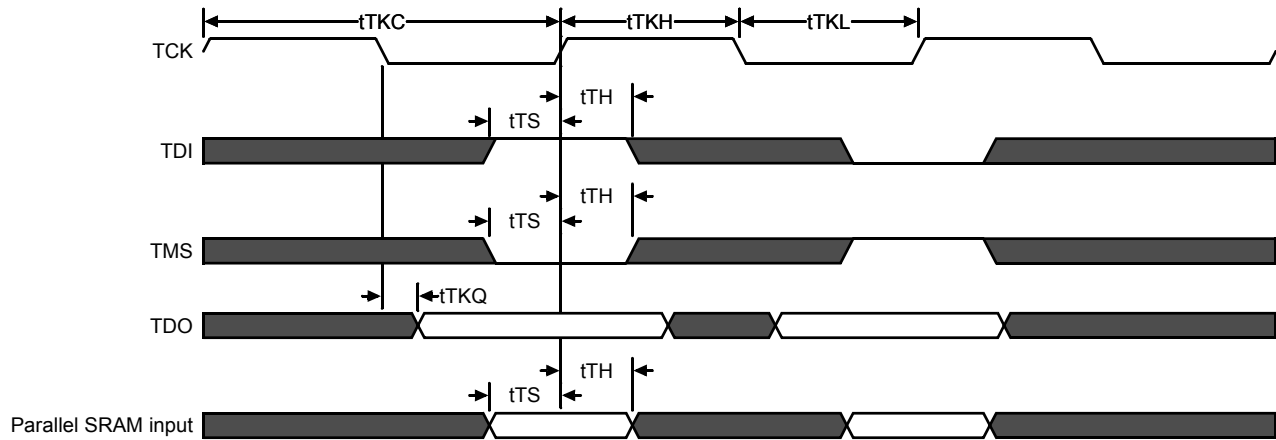 tTKC tTKH tTKL
TCK
tTH
tTS
TDI
tTH
tTS
TMS
tTKQ
TDO
tTH
tTS
Parallel SRAM input